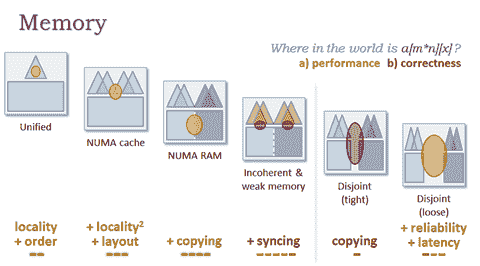 Memory
Where in the world is a[m*n][x]?
a) performance b) correctness
Unified
NUMA cache
NUMA RAM
Incoherent &
weak memory
Disjoint
(tight)
Disjoint
(loose)
locality
+ order
+ locality²
+ layout
+ copying
+ syncing
copying
+ reliability
+ latency